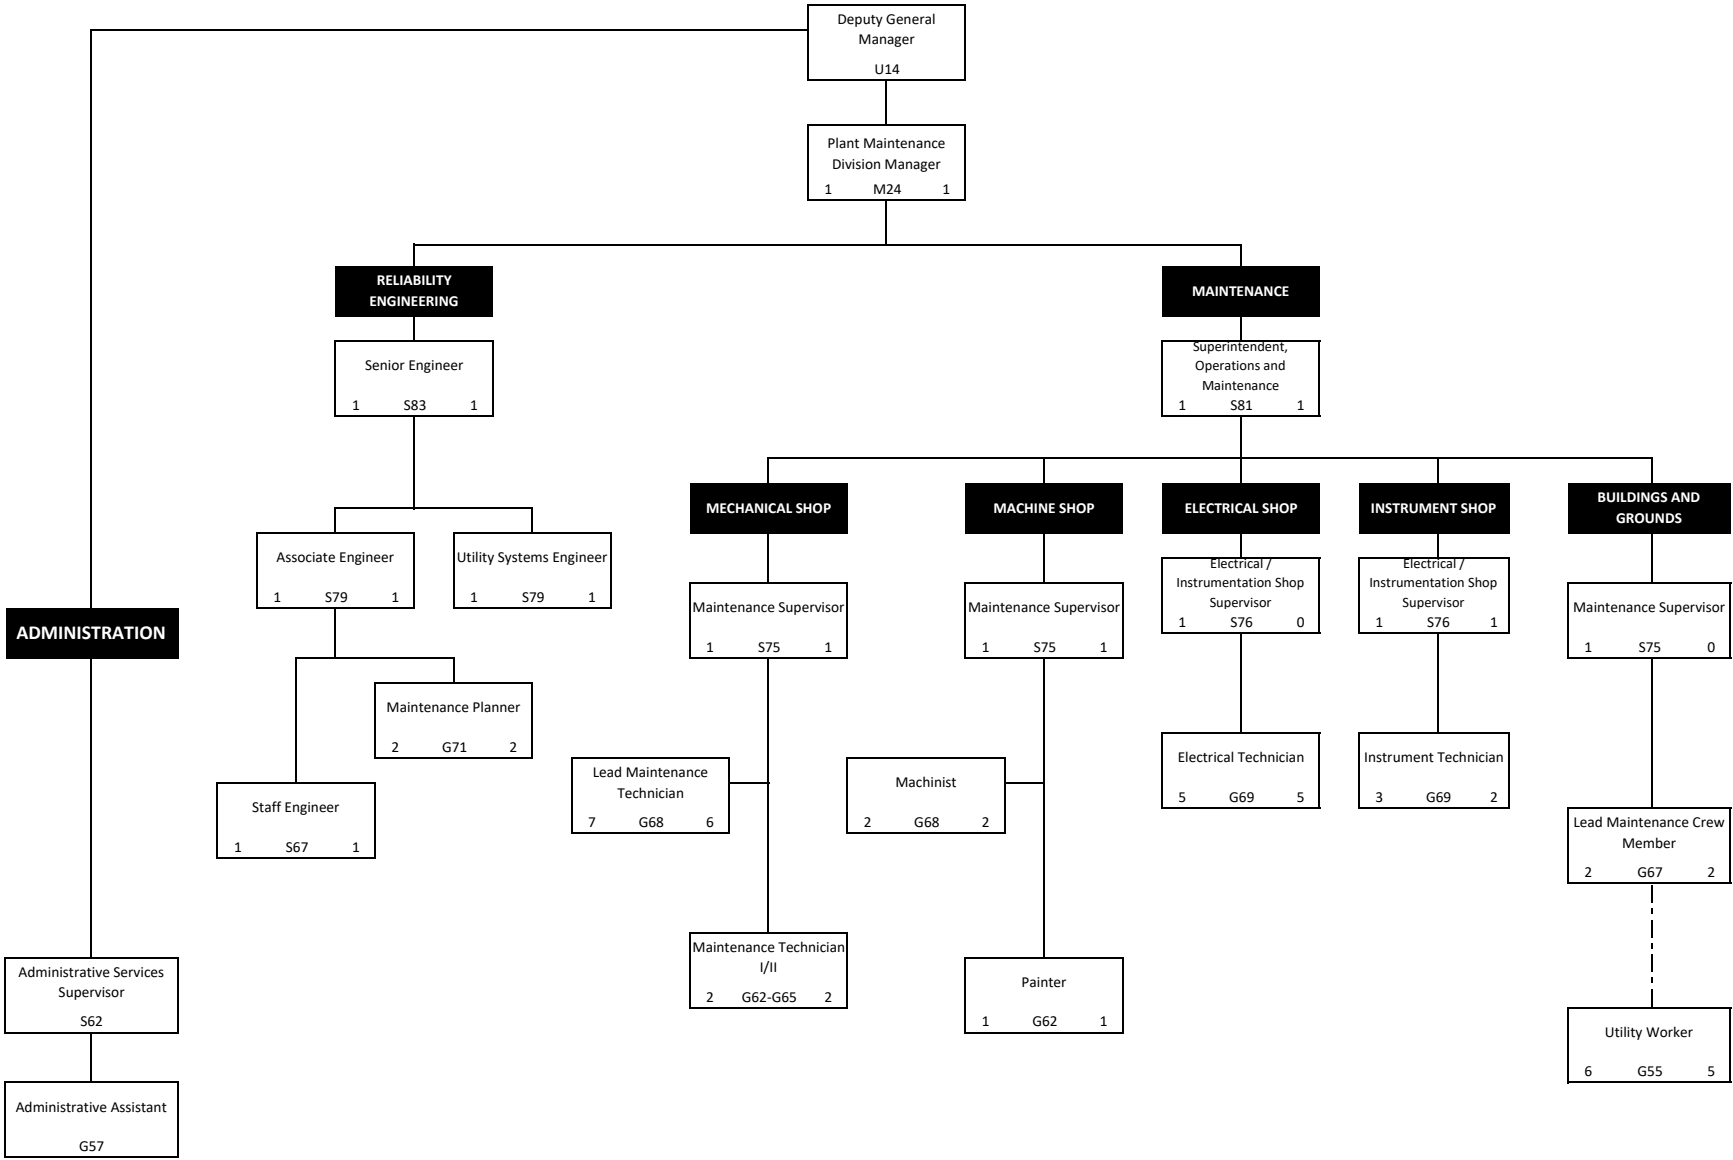 Deputy General
Manager
U14
Plant Maintenance
Division Manager
1 M24 1
RELIABILITY
ENGINEERING
MAINTENANCE
Senior Engineer
1 S83 1
Superintendent,
Operations and
Maintenance
1 S81 1
MECHANICAL SHOP
MACHINE SHOP
ELECTRICAL SHOP
INSTRUMENT SHOP
BUILDINGS AND
GROUNDS
Associate Engineer
1 S79 1
Utility Systems Engineer
1 S79 1
Maintenance Supervisor
1 S75 1
Maintenance Supervisor
1 S75 1
Electrical /
Instrumentation Shop
Supervisor
1 S76 0
Electrical /
Instrumentation Shop
Supervisor
1 S76 1
Maintenance Supervisor
1 S75 0
ADMINISTRATION
Maintenance Planner
2 G71 2
Staff Engineer
1 S67 1
Lead Maintenance
Technician
7 G68 6
Machinist
2 G68 2
Electrical Technician
5 G69 5
Instrument Technician
3 G69 2
Lead Maintenance Crew
Member
2 G67 2
Maintenance Technician
I/II
2 G62-G65 2
Painter
1 G62 1
Utility Worker
6 G55 5
Administrative Services
Supervisor
S62
Administrative Assistant
G57